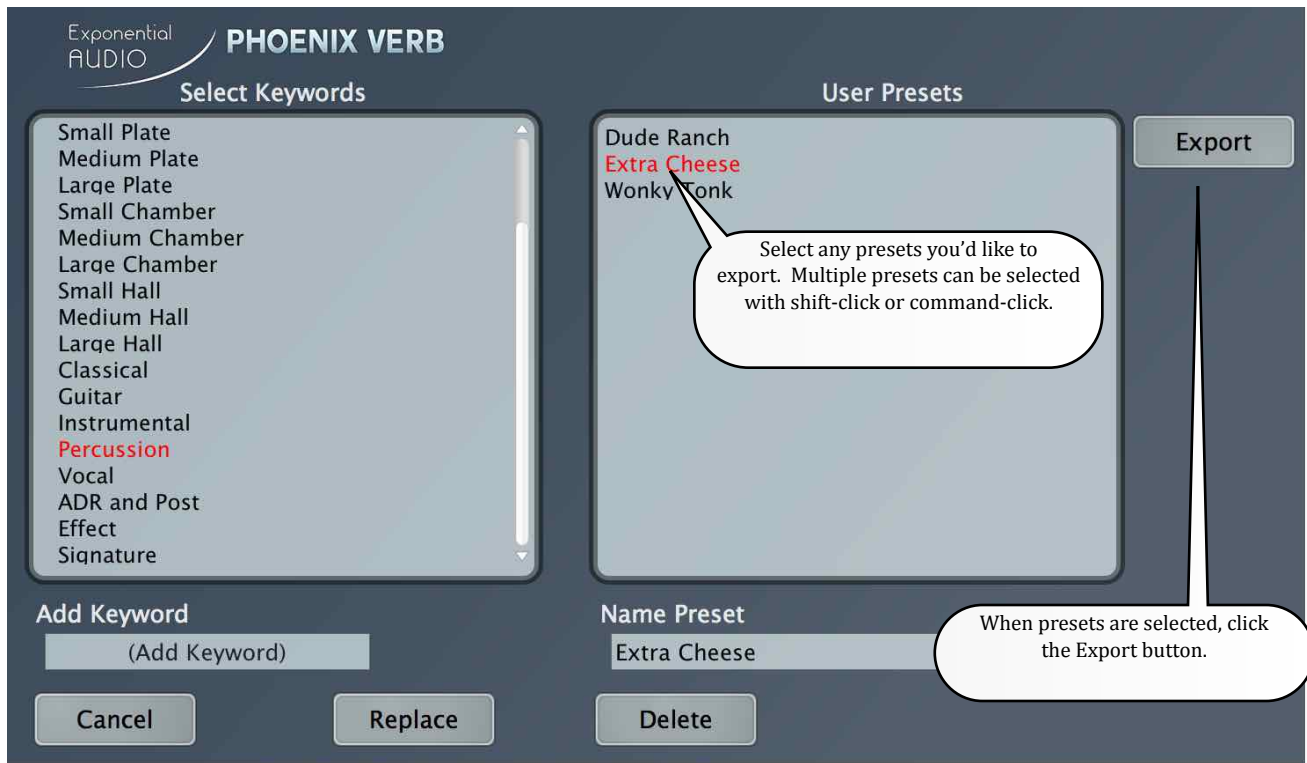 Exponential
AUDIO
PHOENIX VERB
Select Keywords
Small Plate
Medium Plate
Large Plate
Small Chamber
Medium Chamber
Large Chamber
Small Hall
Medium Hall
Large Hall
Classical
Guitar
Instrumental
Percussion
Vocal
ADR and Post
Effect
Signature
User Presets
Dude Ranch
Extra Cheese
Wonky Tonk
Export
Select any presets you’d like to
export.  Multiple presets can be selected
with shift-click or command-click.
Add Keyword
(Add Keyword)
Name Preset
Extra Cheese
When presets are selected, click
the Export button.
Cancel
Replace
Delete